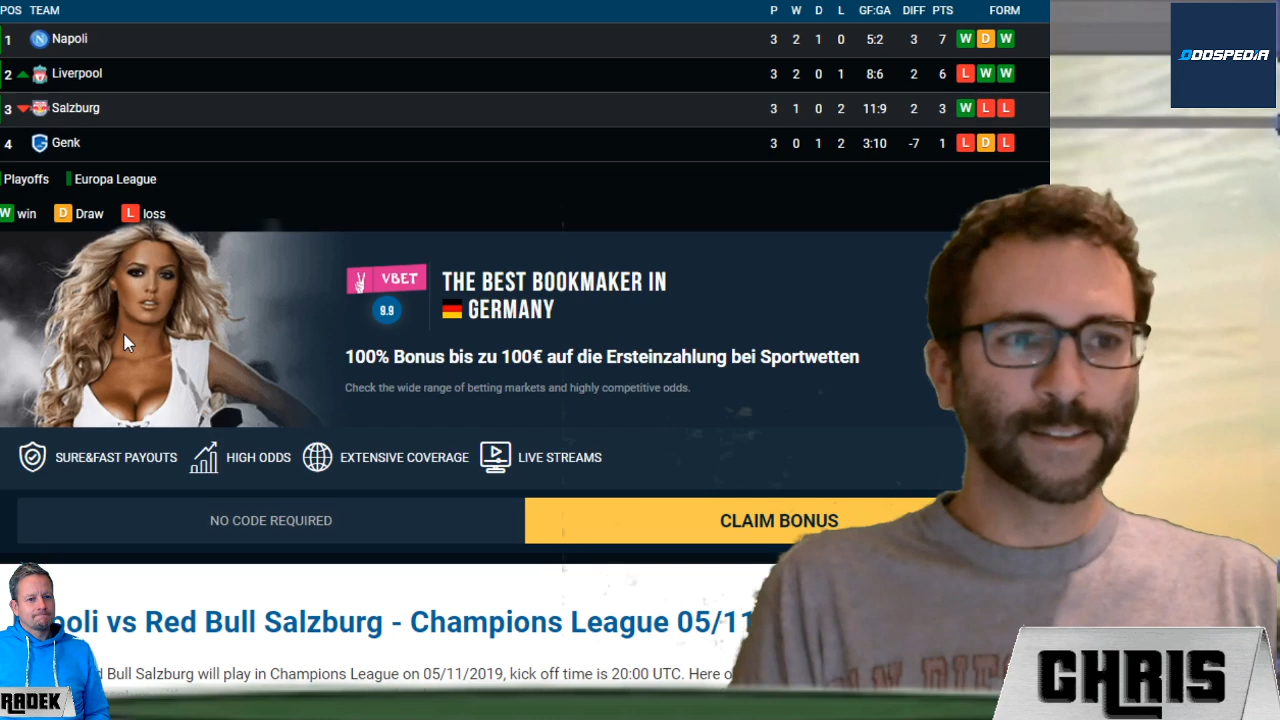 POS TEAM P W D L GF:GA DIFF PTS FORM
1 Napoli 3 2 1 0 5:2 3 7 W D W
2 Liverpool 3 2 0 1 8:6 2 6 L W W
3 Salzburg 3 1 0 2 11:9 2 3 W L L
4 Genk 3 0 1 2 3:10 -7 1 L D L
ODDSPEDIA
Playoffs Europa League
W win D Draw L loss
VBET
9.9
THE BEST BOOKMAKER IN
GERMANY
100% Bonus bis zu 100€ auf die Ersteinzahlung bei Sportwetten
Check the wide range of betting markets and highly competitive odds.
SURE&FAST PAYOUTS HIGH ODDS EXTENSIVE COVERAGE LIVE STREAMS
NO CODE REQUIRED
CLAIM BONUS
oli vs Red Bull Salzburg - Champions League 05/11
d Bull Salzburg will play in Champions League on 05/11/2019, kick off time is 20:00 UTC. Here o
RADEK
CHRIS